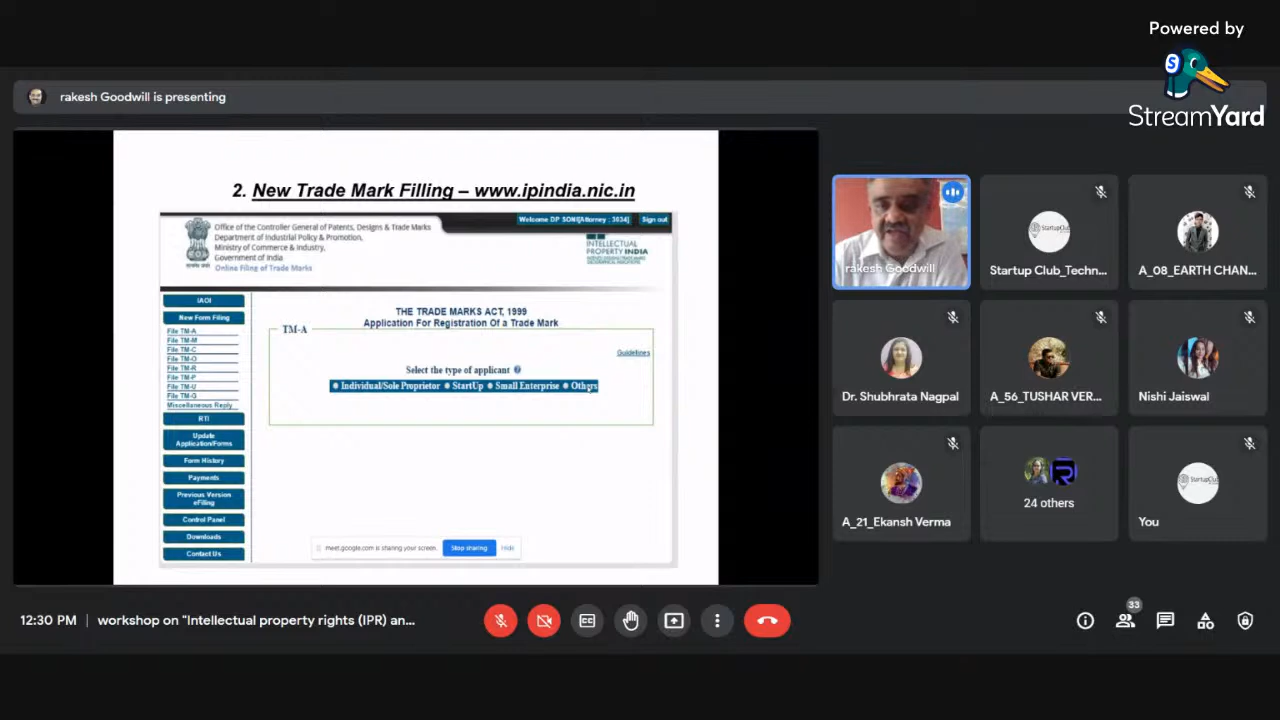 Powered by
StreamYard
rakesh Goodwill is presenting
2. New Trade Mark Filling – www.ipindia.nic.in
Welcome DP SONI[Attorney : 3034] Sign out
Office of the Controller General of Patents, Designs & Trade Marks
Department of Industrial Policy & Promotion,
Ministry of Commerce & Industry,
Government of India
Online Filing of Trade Marks
INTELLECTUAL
PROPERTY INDIA
New Form Filing
File TM-A
File TM-M
File TM-C
File TM-O
File TM-R
File TM-P
File TM-U
File TM-G
Miscellaneous Reply
RTI
Update
Application/Forms
Form History
Payments
Previous Version
eFiling
Control Panel
Downloads
Contact Us
THE TRADE MARKS ACT, 1999
Application For Registration Of a Trade Mark
TM-A
Guidelines
Select the type of applicant
Individual/Sole Proprietor StartUp Small Enterprise Others
meet.google.com is sharing your screen. Stop sharing Hide
rakesh Goodwill
Startup Club_Techn...
A_08_EARTH CHAN...
Dr. Shubhrata Nagpal
A_56_TUSHAR VER...
Nishi Jaiswal
A_21_Ekansh Verma
24 others
You
12:30 PM | workshop on "Intellectual property rights (IPR) an...
33